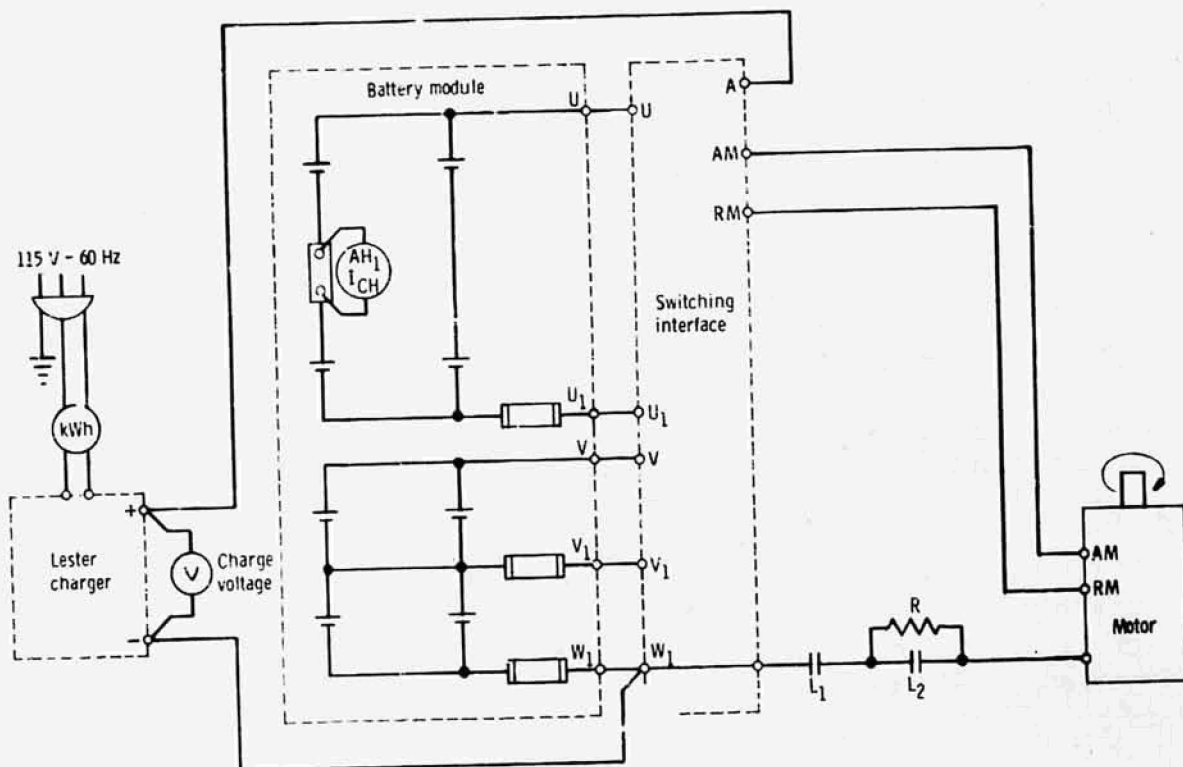 Battery module
U
U
A
AM
RM
115 V - 60 Hz
AH1
ICH
Switching
interface
kWh
U1
U1
V
V
V1
V1
W1
W1
+
-
Lester
charger
V
Charge
voltage
R
L1
L2
AM
RM
Motor